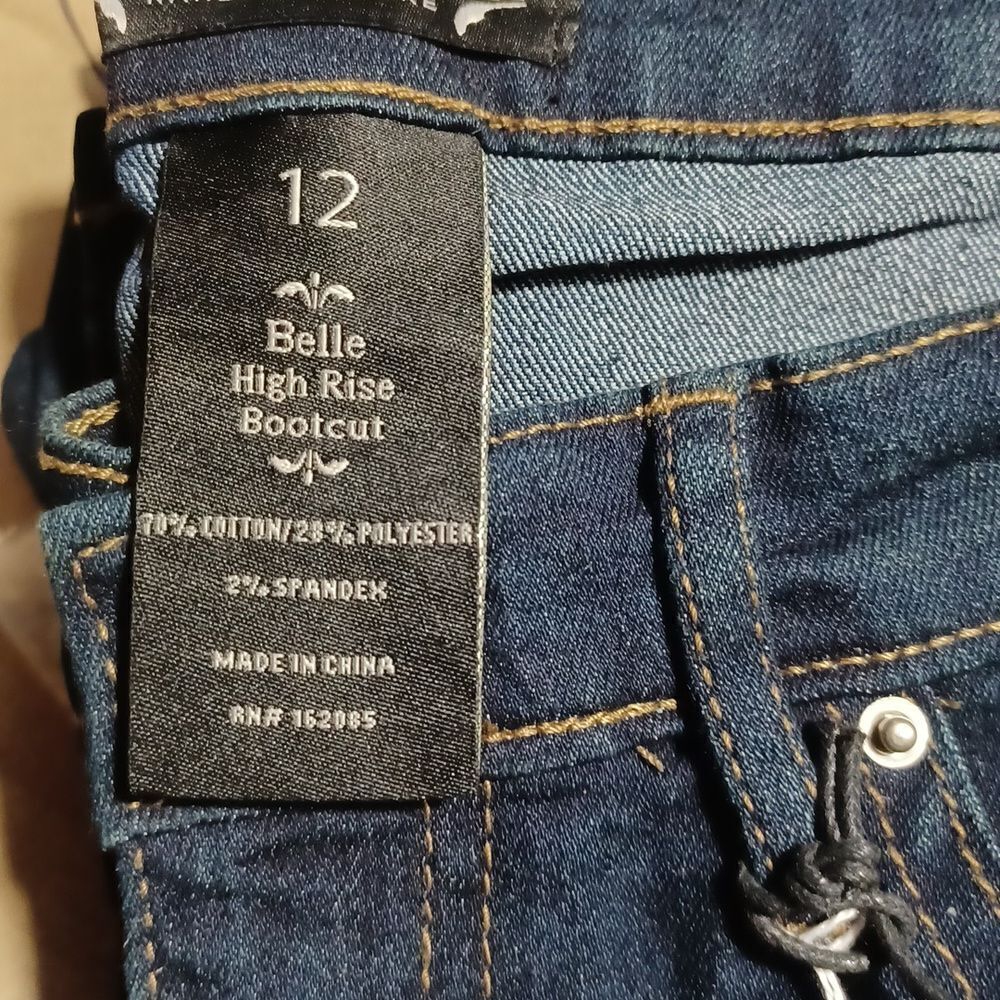 12
Belle
High Rise
Bootcut
70% COTTON/28% POLYESTER
2% SPANDEX
MADE IN CHINA
RN# 162085